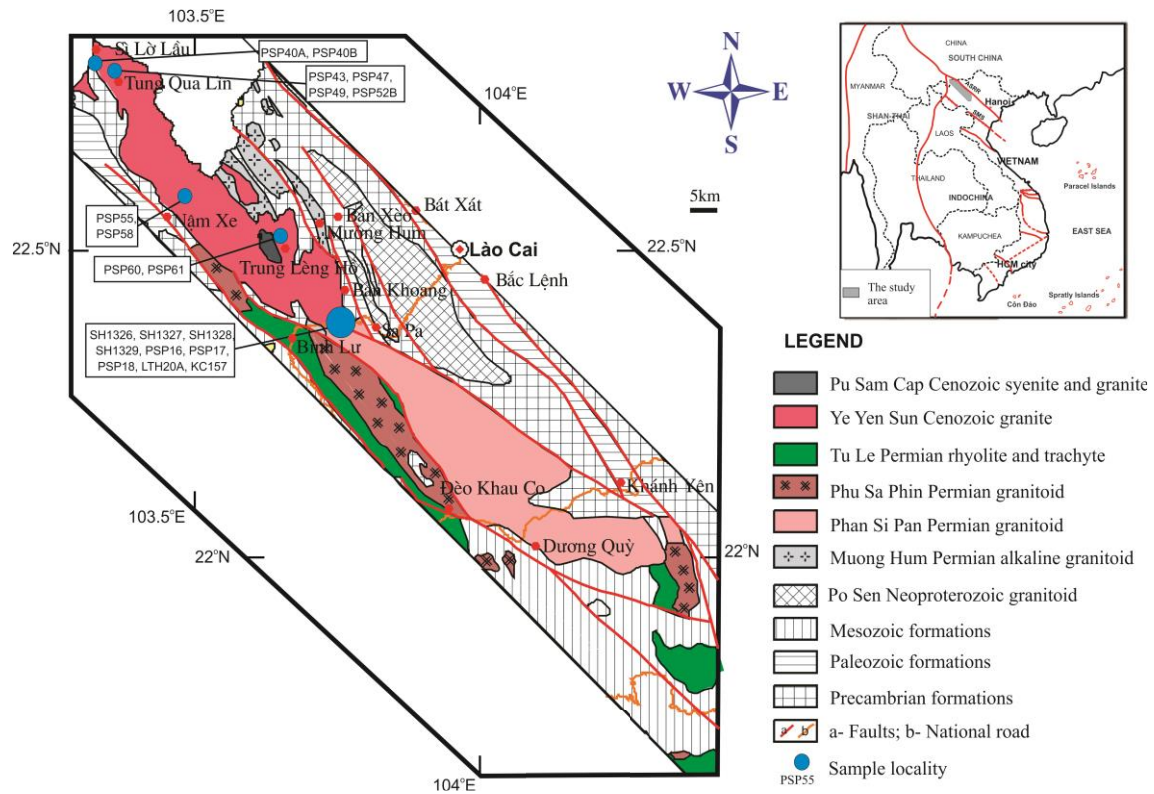 103.5°E
Sì Lờ Lầu
PSP40A, PSP40B
Tung Qua Lin
PSP43, PSP47,
PSP49, PSP52B
104°E
N
W E
S
5km
PSP55,
PSP58
Nậm Xe
Bản Xèo
Bát Xát
Mường Hum
22.5°N
PSP60, PSP61
Trung Lèng Hồ
Lào Cai
22.5°N
Bản Khoang
Bắc Lệnh
SH1326, SH1327, SH1328,
SH1329, PSP16, PSP17,
PSP18, LTH20A, KC157
Sa Pa
Bình Lư
Đèo Khau Co
Khánh Yên
103.5°E
22°N
Dương Quỳ
22°N
104°E
CHINA
SOUTH CHINA
MYANMAR
ASRR
Hanoi
SHAN-THAI
SMS
LAOS
VIETNAM
THAILAND
Paracel Islands
INDOCHINA
KAMPUCHEA
EAST SEA
HCM city
The study
area
Côn Đảo
Spratly Islands
LEGEND
Pu Sam Cap Cenozoic syenite and granite
Ye Yen Sun Cenozoic granite
Tu Le Permian rhyolite and trachyte
Phu Sa Phin Permian granitoid
Phan Si Pan Permian granitoid
Muong Hum Permian alkaline granitoid
Po Sen Neoproterozoic granitoid
Mesozoic formations
Paleozoic formations
Precambrian formations
a b a- Faults; b- National road
PSP55 Sample locality